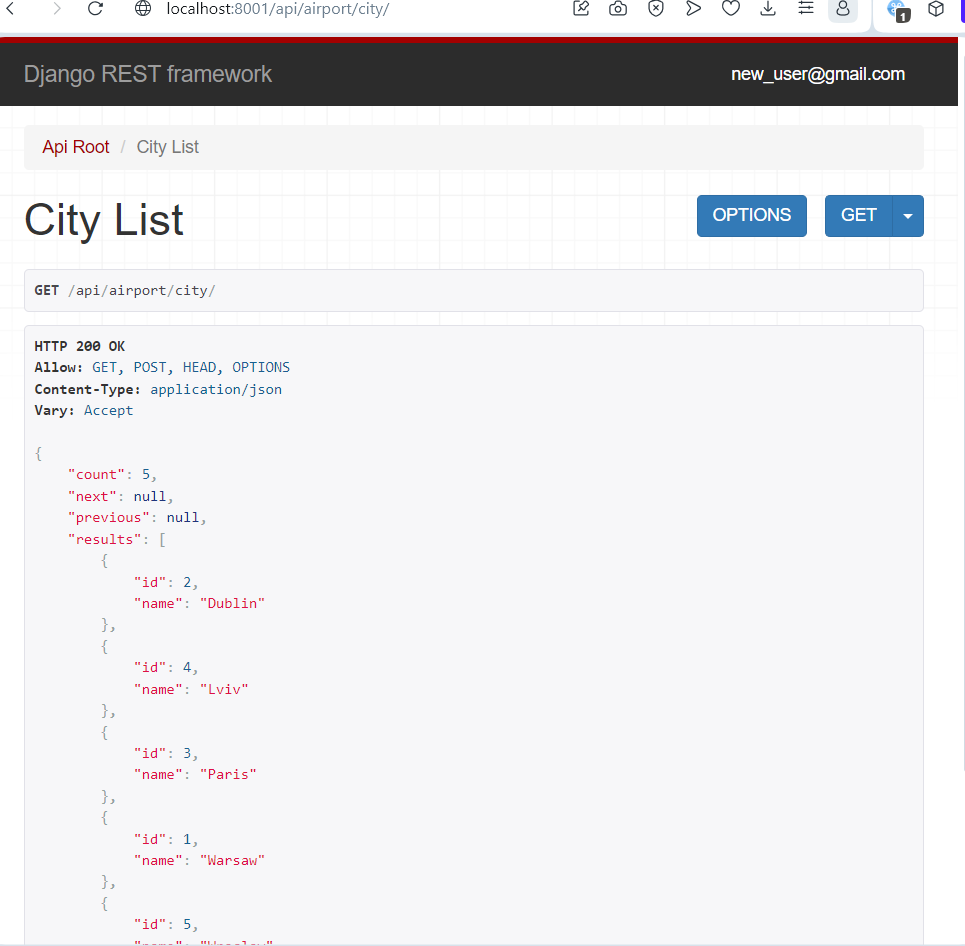 localhost:8001/api/airport/city/
1
Django REST framework
new_user@gmail.com
Api Root / City List
City List
OPTIONS
GET
GET /api/airport/city/
HTTP 200 OK
Allow: GET, POST, HEAD, OPTIONS
Content-Type: application/json
Vary: Accept
{
    "count": 5,
    "next": null,
    "previous": null,
    "results": [
        {
            "id": 2,
            "name": "Dublin"
        },
        {
            "id": 4,
            "name": "Lviv"
        },
        {
            "id": 3,
            "name": "Paris"
        },
        {
            "id": 1,
            "name": "Warsaw"
        },
        {
            "id": 5,